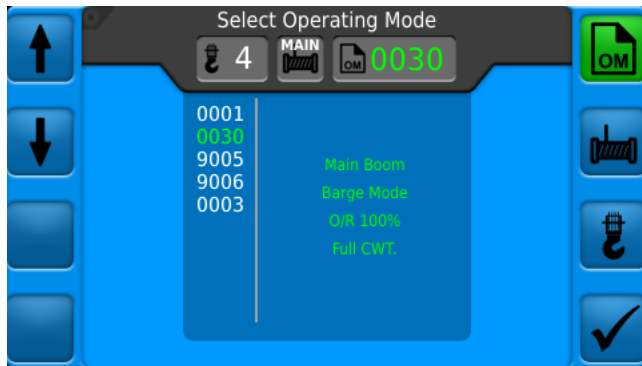 Select Operating Mode
4 MAIN OM 0030
OM
0001
0030
9005
9006
0003
Main Boom
Barge Mode
O/R 100%
Full CWT.